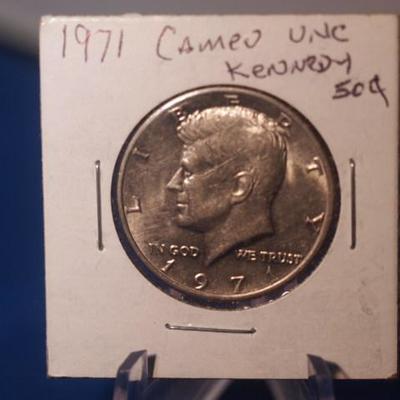 1971 CAMEO UNC
KENNEDY
50¢
LIBERTY
IN GOD WE TRUST
1971